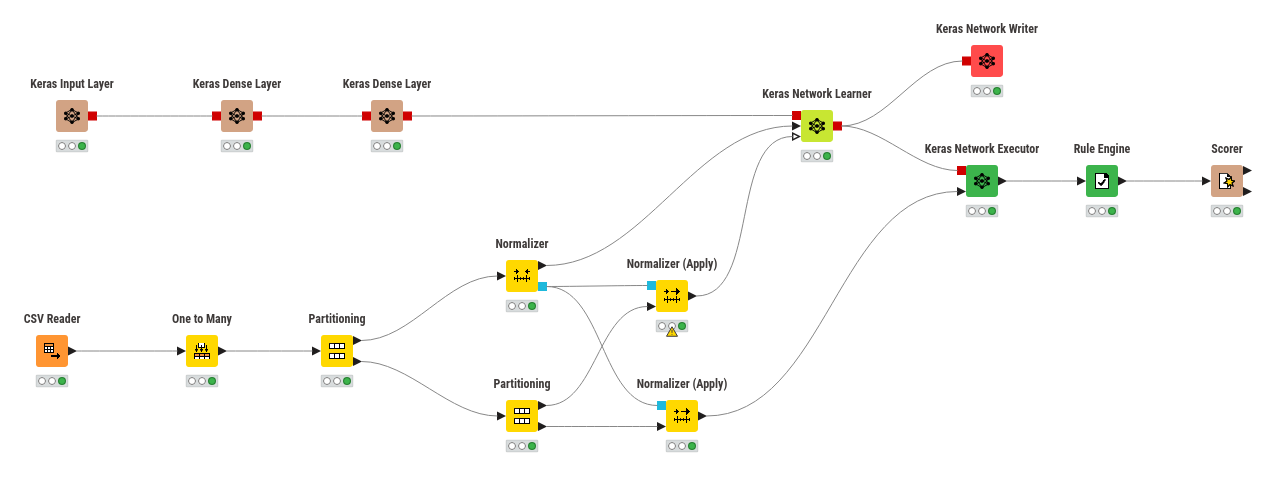 Keras Network Writer
Keras Input Layer
Keras Dense Layer
Keras Dense Layer
Keras Network Learner
Keras Network Executor
Rule Engine
Scorer
Normalizer
Normalizer (Apply)
CSV Reader
One to Many
Partitioning
Partitioning
Normalizer (Apply)